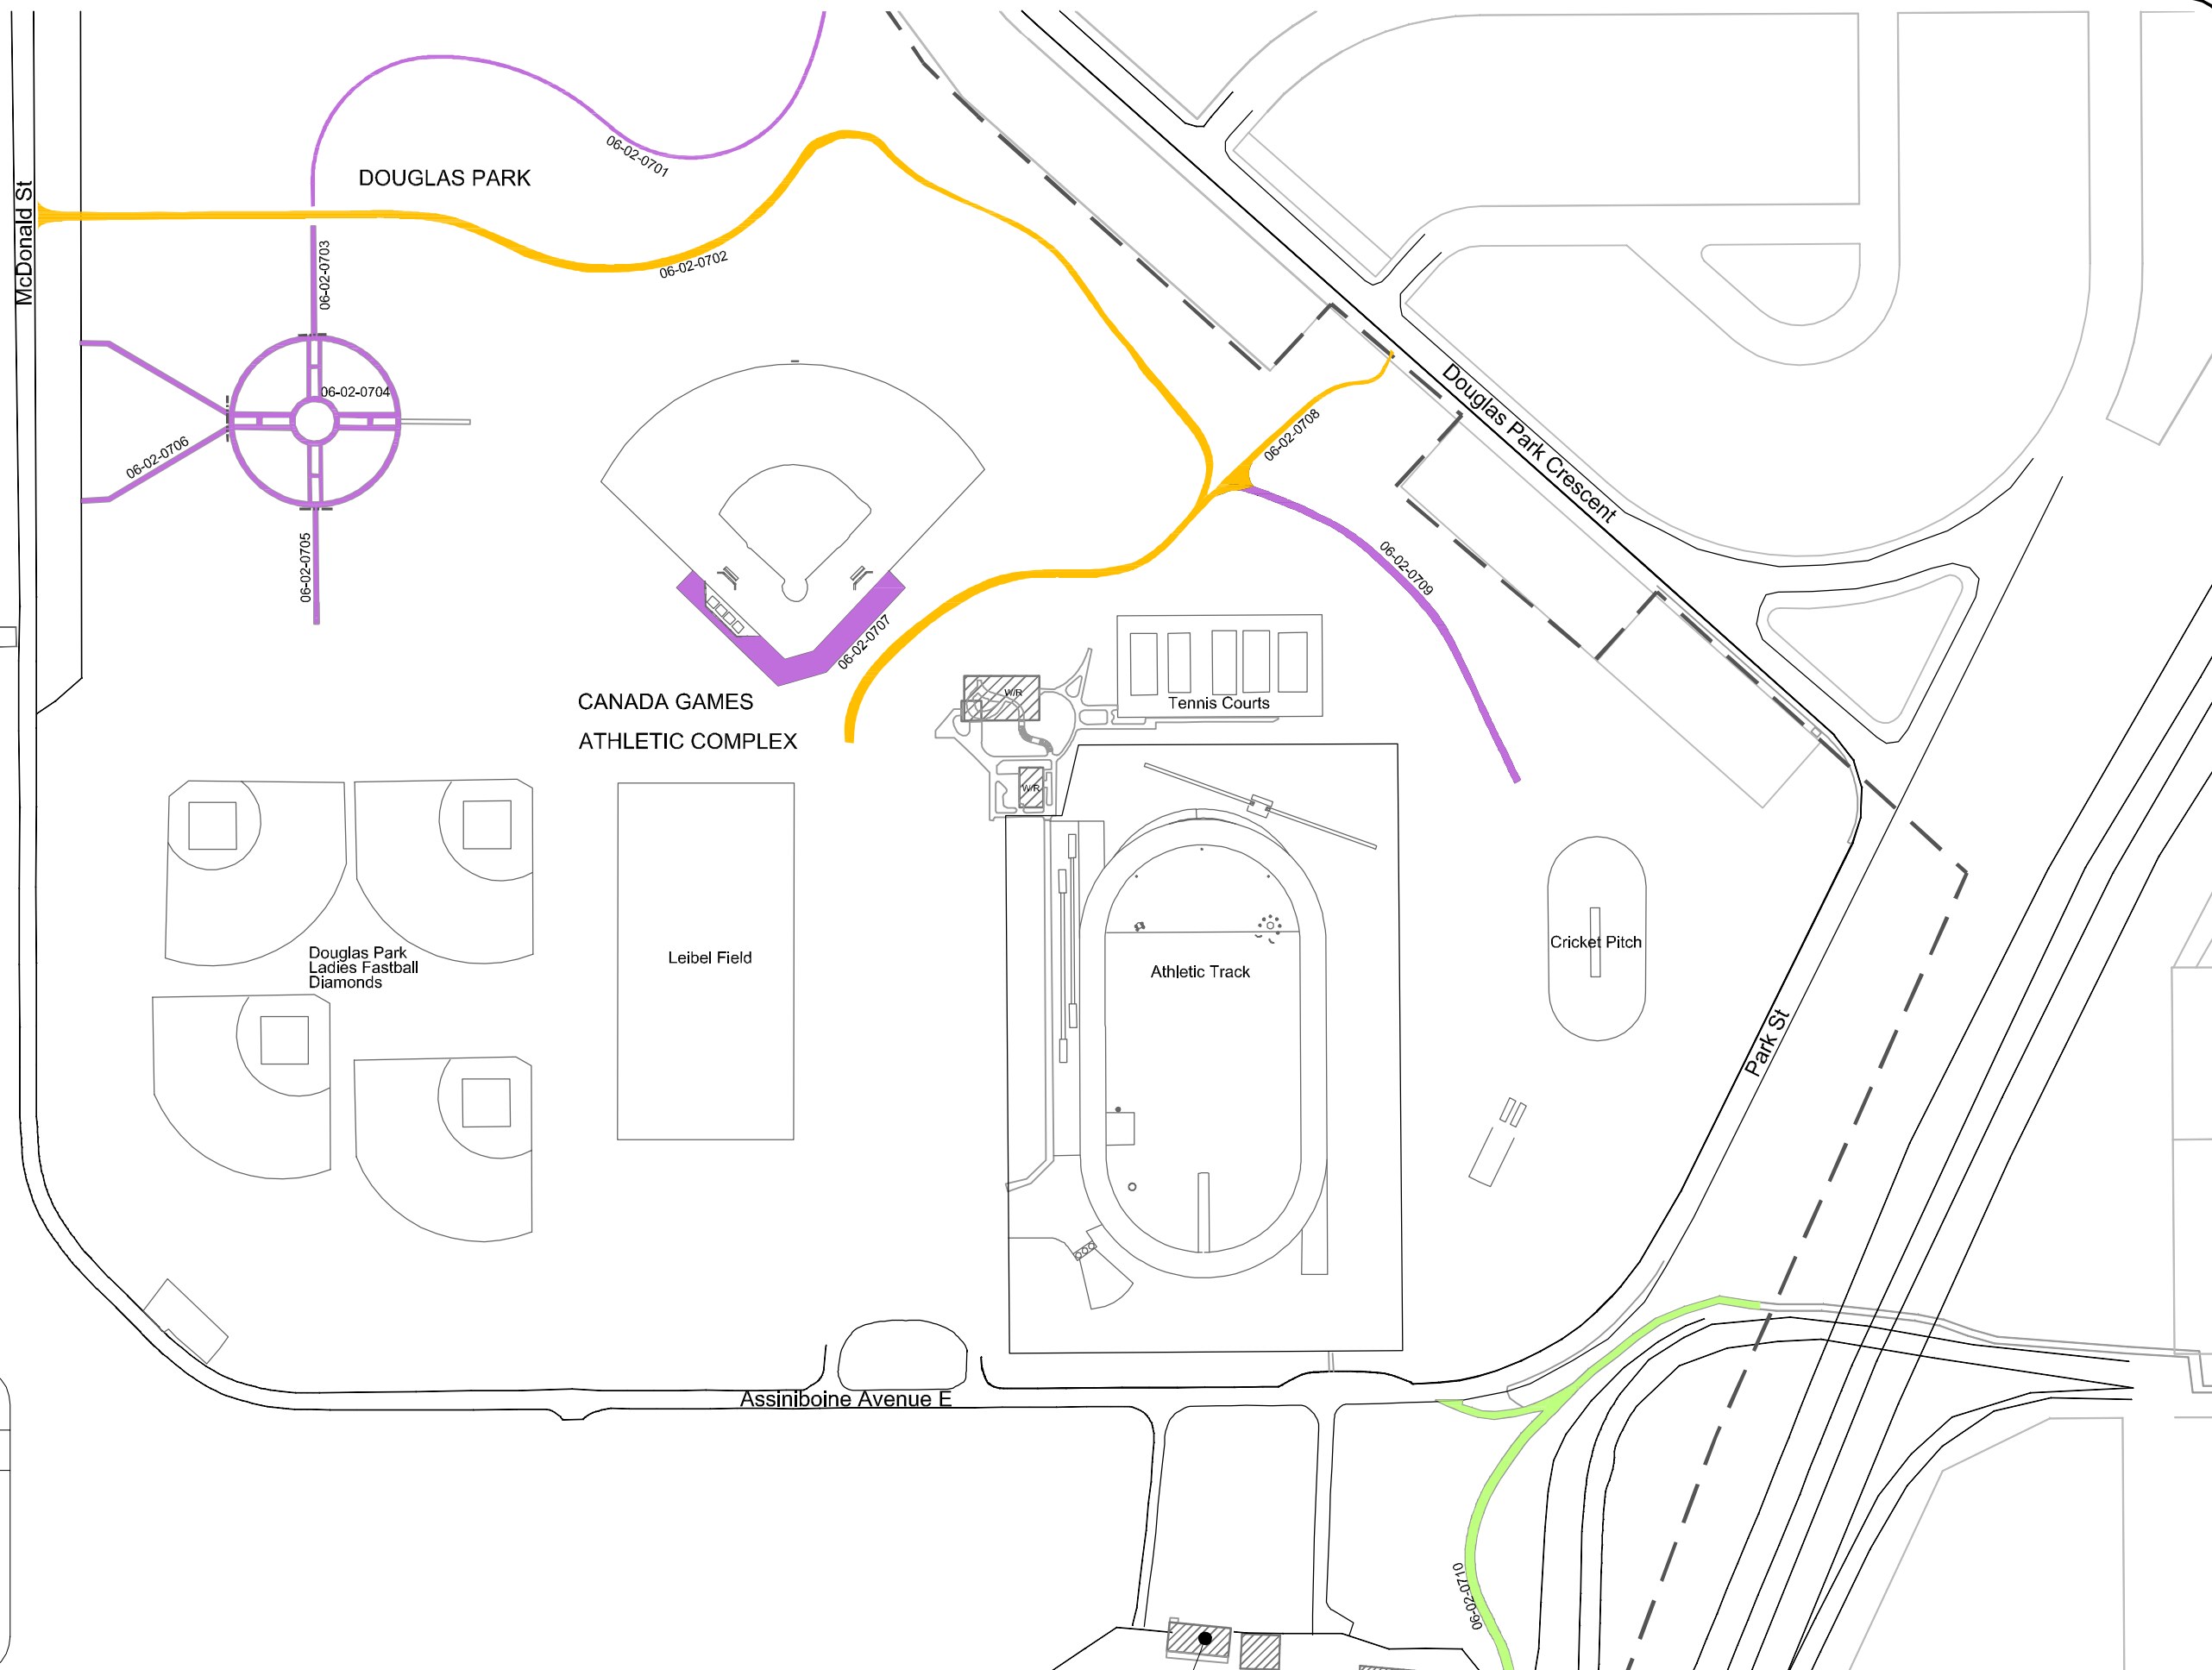 06-02-0701
DOUGLAS PARK
McDonald St
06-02-0702
06-02-0703
06-02-0704
06-02-0706
06-02-0705
06-02-0708
Douglas Park Crescent
06-02-0709
06-02-0707
W/R
CANADA GAMES
ATHLETIC COMPLEX
Tennis Courts
W/R
Douglas Park
Ladies Fastball
Diamonds
Leibel Field
Athletic Track
Cricket Pitch
Park St
Assiniboine Avenue E
06-02-0710